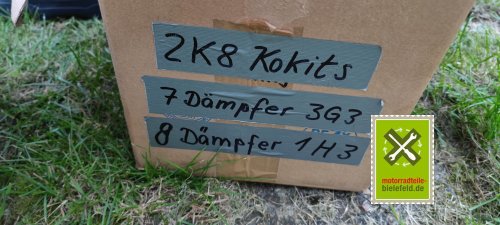 2K8 Kokits
7 Dämpfer 3G3
8 Dämpfer 1H3
motorradteile-
bielefeld.de